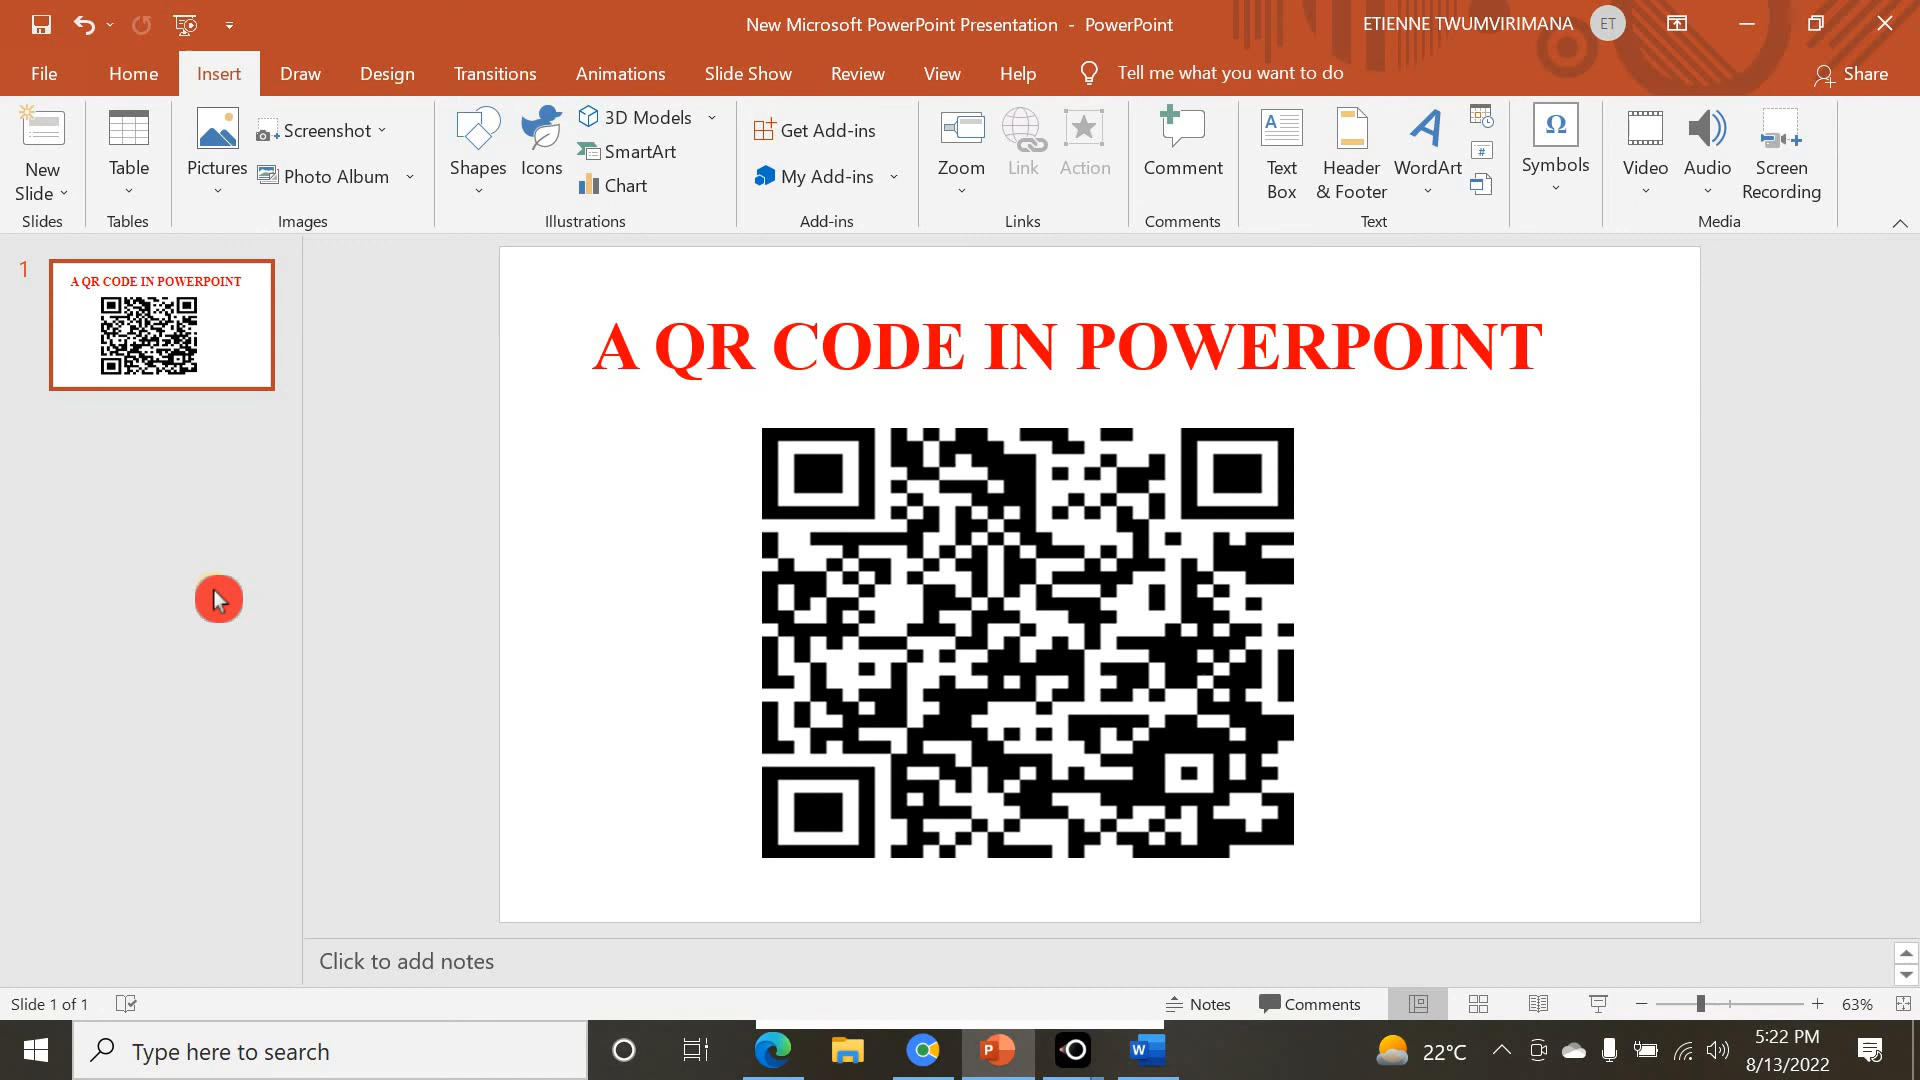 New Microsoft PowerPoint Presentation - PowerPoint
ETIENNE TWUMVIRIMANA ET
File Home Insert Draw Design Transitions Animations Slide Show Review View Help Tell me what you want to do Share
New Slide
Table
Pictures
Screenshot
Photo Album
Shapes
Icons
3D Models
SmartArt
Chart
Get Add-ins
My Add-ins
Zoom
Link
Action
Comment
A
Text Box
#
Header & Footer
A
WordArt
Ω
Symbols
Video
Audio
Screen Recording
Slides Tables Images Illustrations Add-ins Links Comments Text Media
1
A QR CODE IN POWERPOINT
A QR CODE IN POWERPOINT
Click to add notes
Slide 1 of 1
Notes Comments 63%
Type here to search
P
W
22°C
5:22 PM
8/13/2022